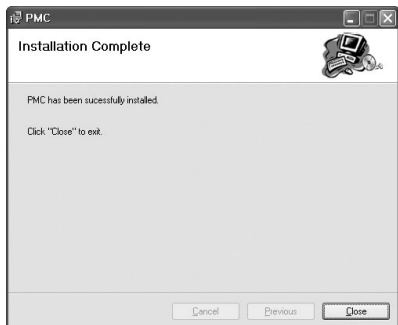 PMC
Installation Complete
PMC has been sucessfully installed.
Click "Close" to exit.
Cancel
Previous
Close